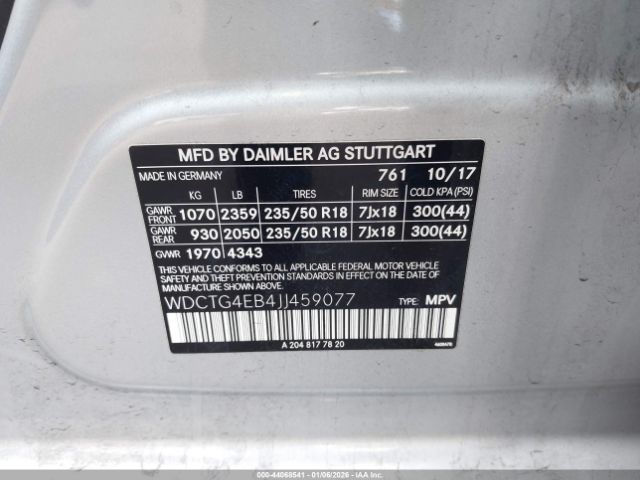 MFD BY DAIMLER AG STUTTGART
MADE IN GERMANY 761 10/17
KG LB TIRES RIM SIZE COLD KPA (PSI)
GAWR FRONT 1070 2359 235/50 R18 7Jx18 300(44)
GAWR REAR 930 2050 235/50 R18 7Jx18 300(44)
GVWR 1970 4343
THIS VEHICLE CONFORMS TO ALL APPLICABLE FEDERAL MOTOR VEHICLE
SAFETY AND THEFT PREVENTION STANDARDS IN EFFECT ON THE DATE OF
MANUFACTURE SHOWN ABOVE.
WDCTG4EB4JJ459077 TYPE: MPV
A 204 817 78 20
000-44068541 - 01/06/2026 - IAAI.com